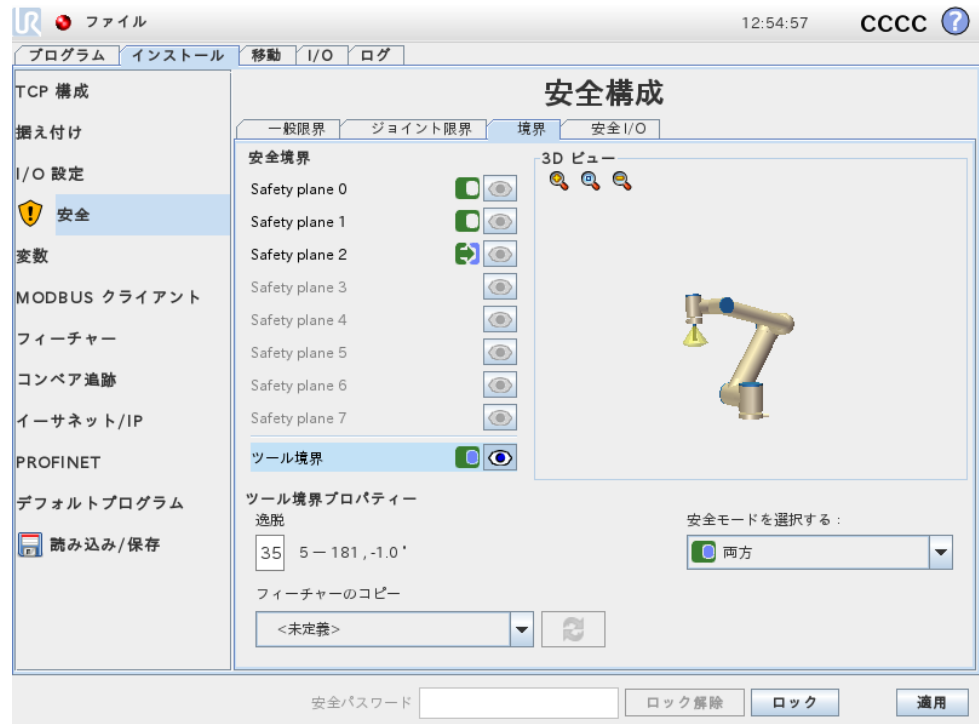 UR ファイル 12:54:57 CCCC ?
プログラム インストール 移動 I/O ログ
TCP 構成
据え付け
I/O 設定
安全
変数
MODBUS クライアント
フィーチャー
コンベア追跡
イーサネット/IP
PROFINET
デフォルトプログラム
読み込み/保存
安全構成
一般限界 ジョイント限界 境界 安全I/O
安全境界
Safety plane 0
Safety plane 1
Safety plane 2
Safety plane 3
Safety plane 4
Safety plane 5
Safety plane 6
Safety plane 7
ツール境界
3D ビュー
ツール境界プロパティー
逸脱
35 5 — 181 , -1.0 °
フィーチャーのコピー
<未定義>
安全モードを選択する :
両方
安全パスワード ロック解除 ロック 適用